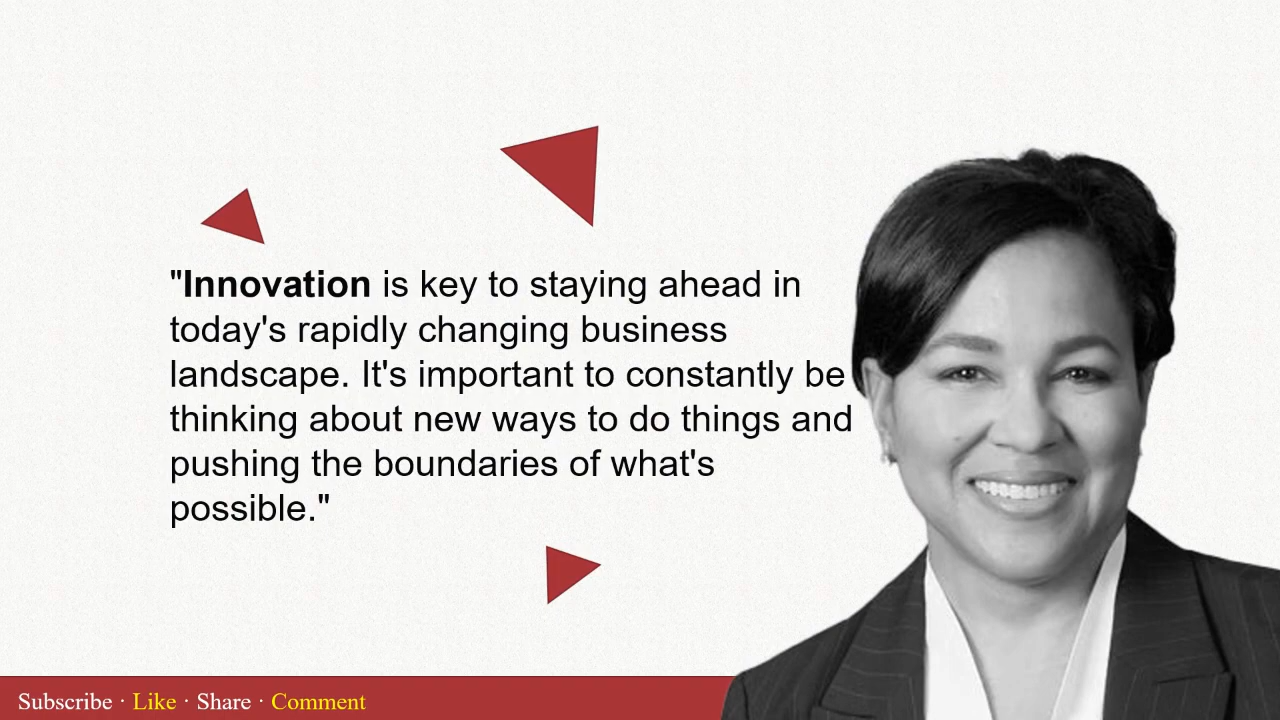 "Innovation is key to staying ahead in
today's rapidly changing business
landscape. It's important to constantly be
thinking about new ways to do things and
pushing the boundaries of what's
possible."
Subscribe · Like · Share · Comment